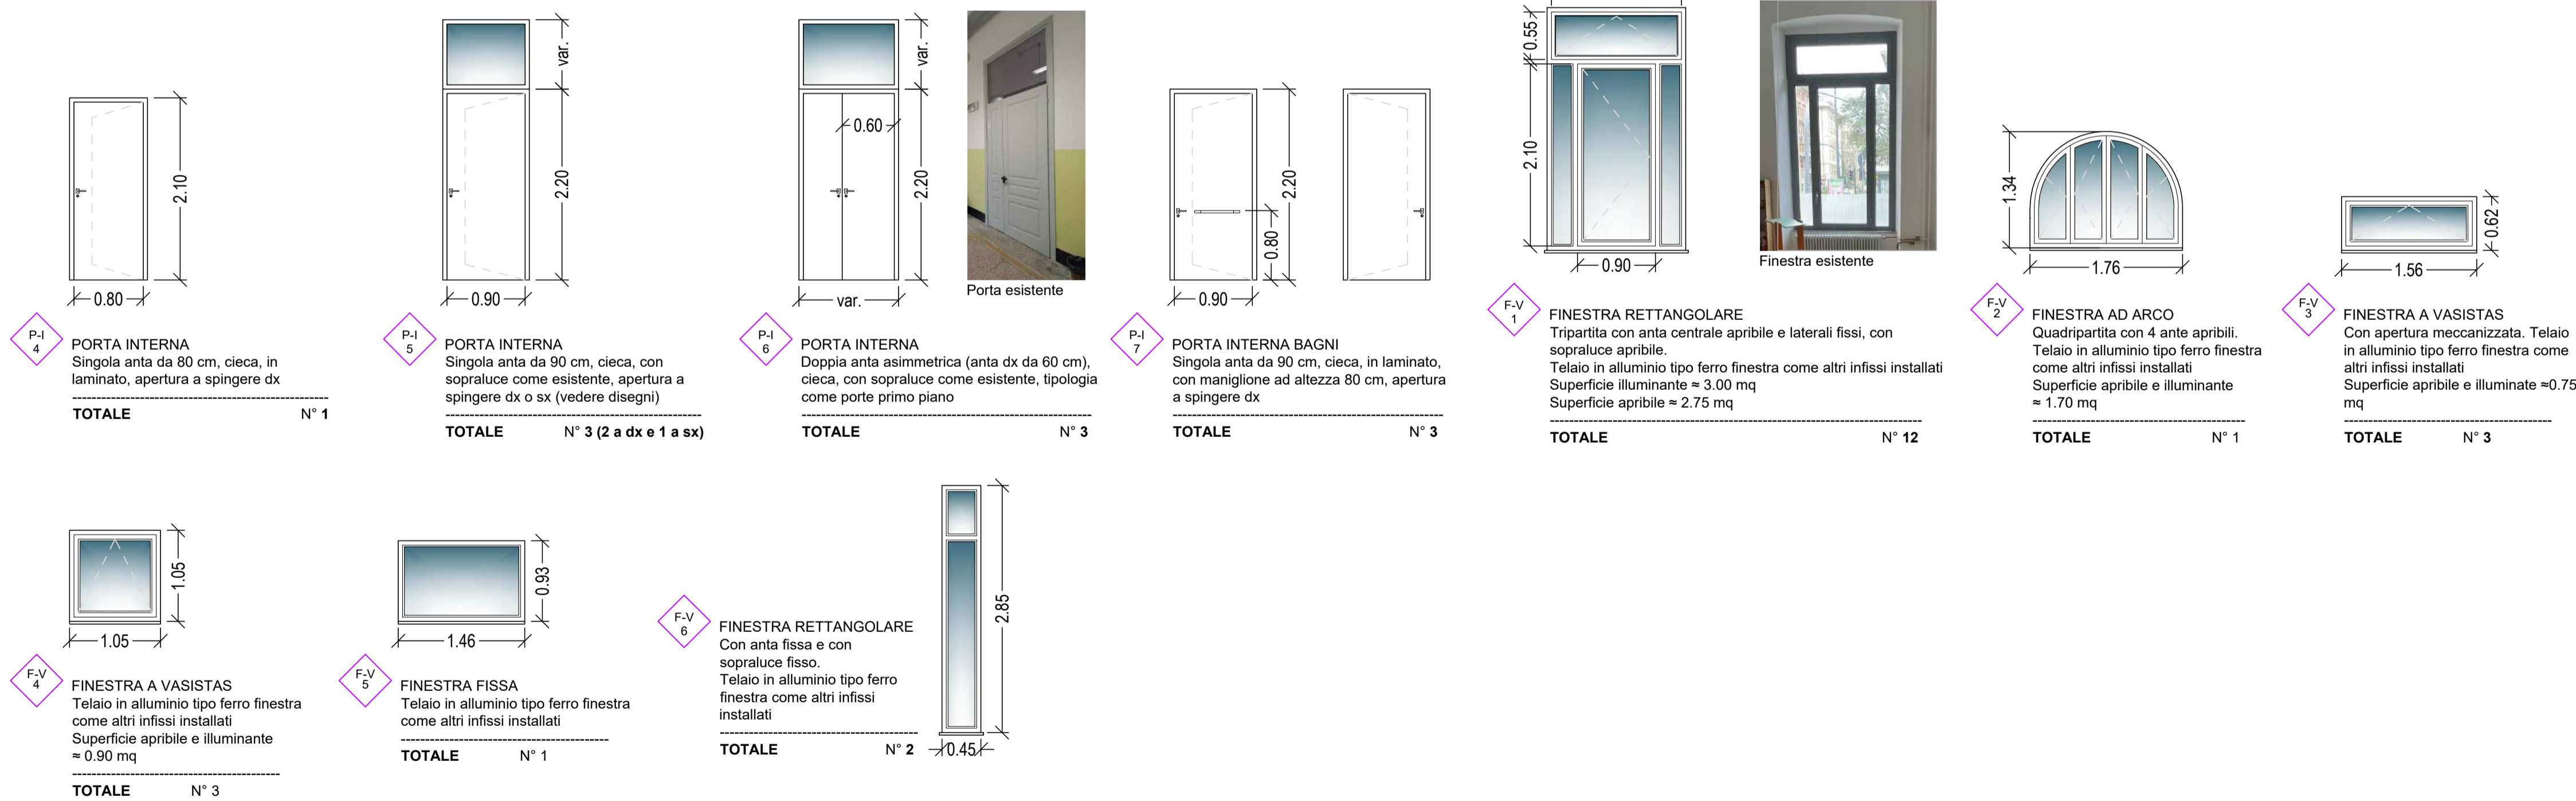 var.
2.10
0.80
P-I
4
PORTA INTERNA
Singola anta da 80 cm, cieca, in
laminato, apertura a spingere dx
TOTALE N° 1
var.
2.20
0.90
P-I
5
PORTA INTERNA
Singola anta da 90 cm, cieca, con
sopraluce come esistente, apertura a
spingere dx o sx (vedere disegni)
TOTALE N° 3 (2 a dx e 1 a sx)
0.60
2.20
var.
Porta esistente
P-I
6
PORTA INTERNA
Doppia anta asimmetrica (anta dx da 60 cm),
cieca, con sopraluce come esistente, tipologia
come porte primo piano
TOTALE N° 3
2.20
0.80
0.90
P-I
7
PORTA INTERNA BAGNI
Singola anta da 90 cm, cieca, in laminato,
con maniglione ad altezza 80 cm, apertura
a spingere dx
TOTALE N° 3
0.55
2.10
0.90
Finestra esistente
F-V
1
FINESTRA RETTANGOLARE
Tripartita con anta centrale apribile e laterali fissi, con
sopraluce apribile.
Telaio in alluminio tipo ferro finestra come altri infissi installati
Superficie illuminante ≈ 3.00 mq
Superficie apribile ≈ 2.75 mq
TOTALE N° 12
1.34
1.76
F-V
2
FINESTRA AD ARCO
Quadripartita con 4 ante apribili.
Telaio in alluminio tipo ferro finestra
come altri infissi installati
Superficie apribile e illuminante
≈ 1.70 mq
TOTALE N° 1
0.62
1.56
F-V
3
FINESTRA A VASISTAS
Con apertura meccanizzata. Telaio
in alluminio tipo ferro finestra come
altri infissi installati
Superficie apribile e illuminate ≈0.75
mq
TOTALE N° 3
1.05
1.05
F-V
4
FINESTRA A VASISTAS
Telaio in alluminio tipo ferro finestra
come altri infissi installati
Superficie apribile e illuminante
≈ 0.90 mq
TOTALE N° 3
0.93
1.46
F-V
5
FINESTRA FISSA
Telaio in alluminio tipo ferro finestra
come altri infissi installati
TOTALE N° 1
2.85
0.45
F-V
6
FINESTRA RETTANGOLARE
Con anta fissa e con
sopraluce fisso.
Telaio in alluminio tipo ferro
finestra come altri infissi
installati
TOTALE N° 2